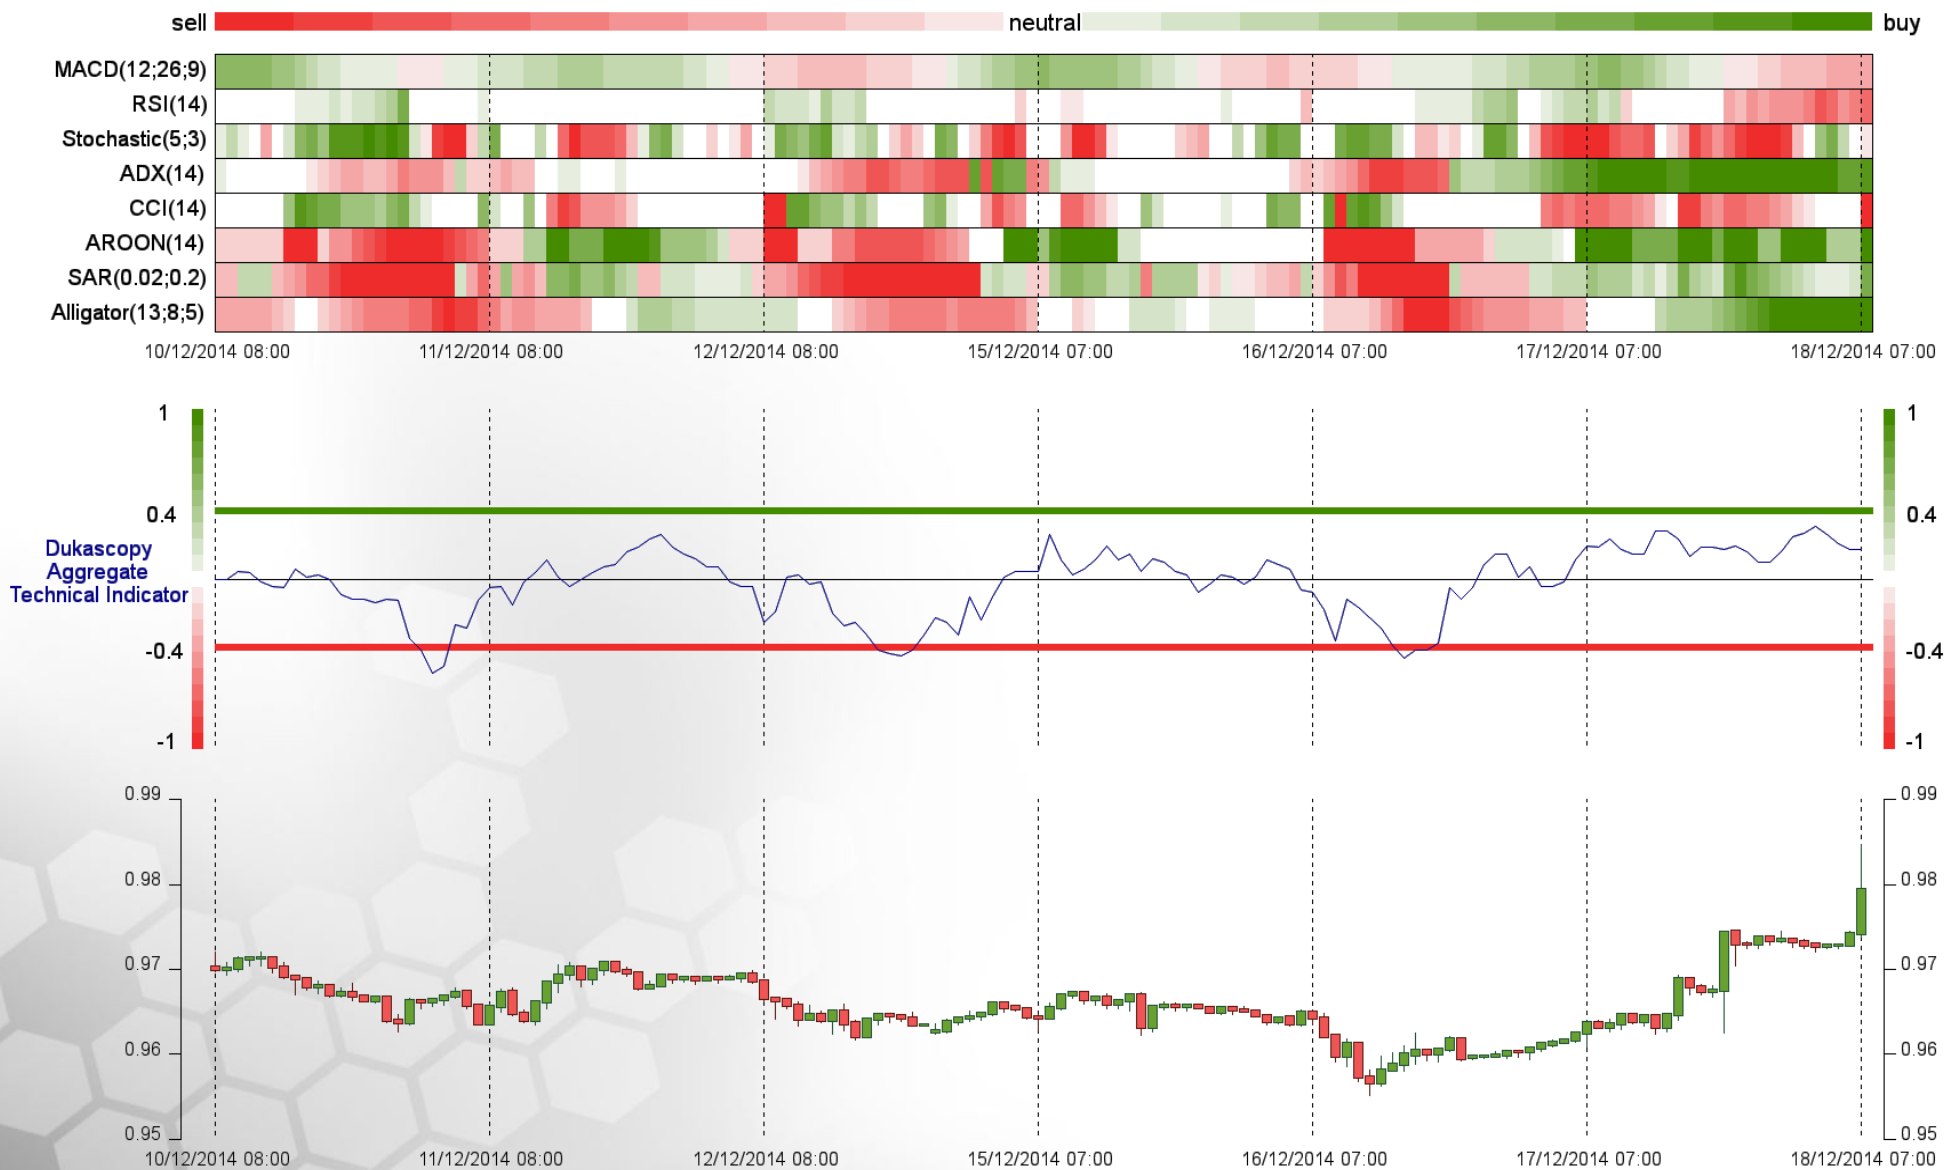 sell neutral buy
MACD(12;26;9)
RSI(14)
Stochastic(5;3)
ADX(14)
CCI(14)
AROON(14)
SAR(0.02;0.2)
Alligator(13;8;5)
10/12/2014 08:00 11/12/2014 08:00 12/12/2014 08:00 15/12/2014 07:00 16/12/2014 07:00 17/12/2014 07:00 18/12/2014 07:00
1 1
0.4 0.4
Dukascopy
Aggregate
Technical Indicator
-0.4 -0.4
-1 -1
0.99 0.99
0.98 0.98
0.97 0.97
0.96 0.96
0.95 0.95
10/12/2014 08:00 11/12/2014 08:00 12/12/2014 08:00 15/12/2014 07:00 16/12/2014 07:00 17/12/2014 07:00 18/12/2014 07:00